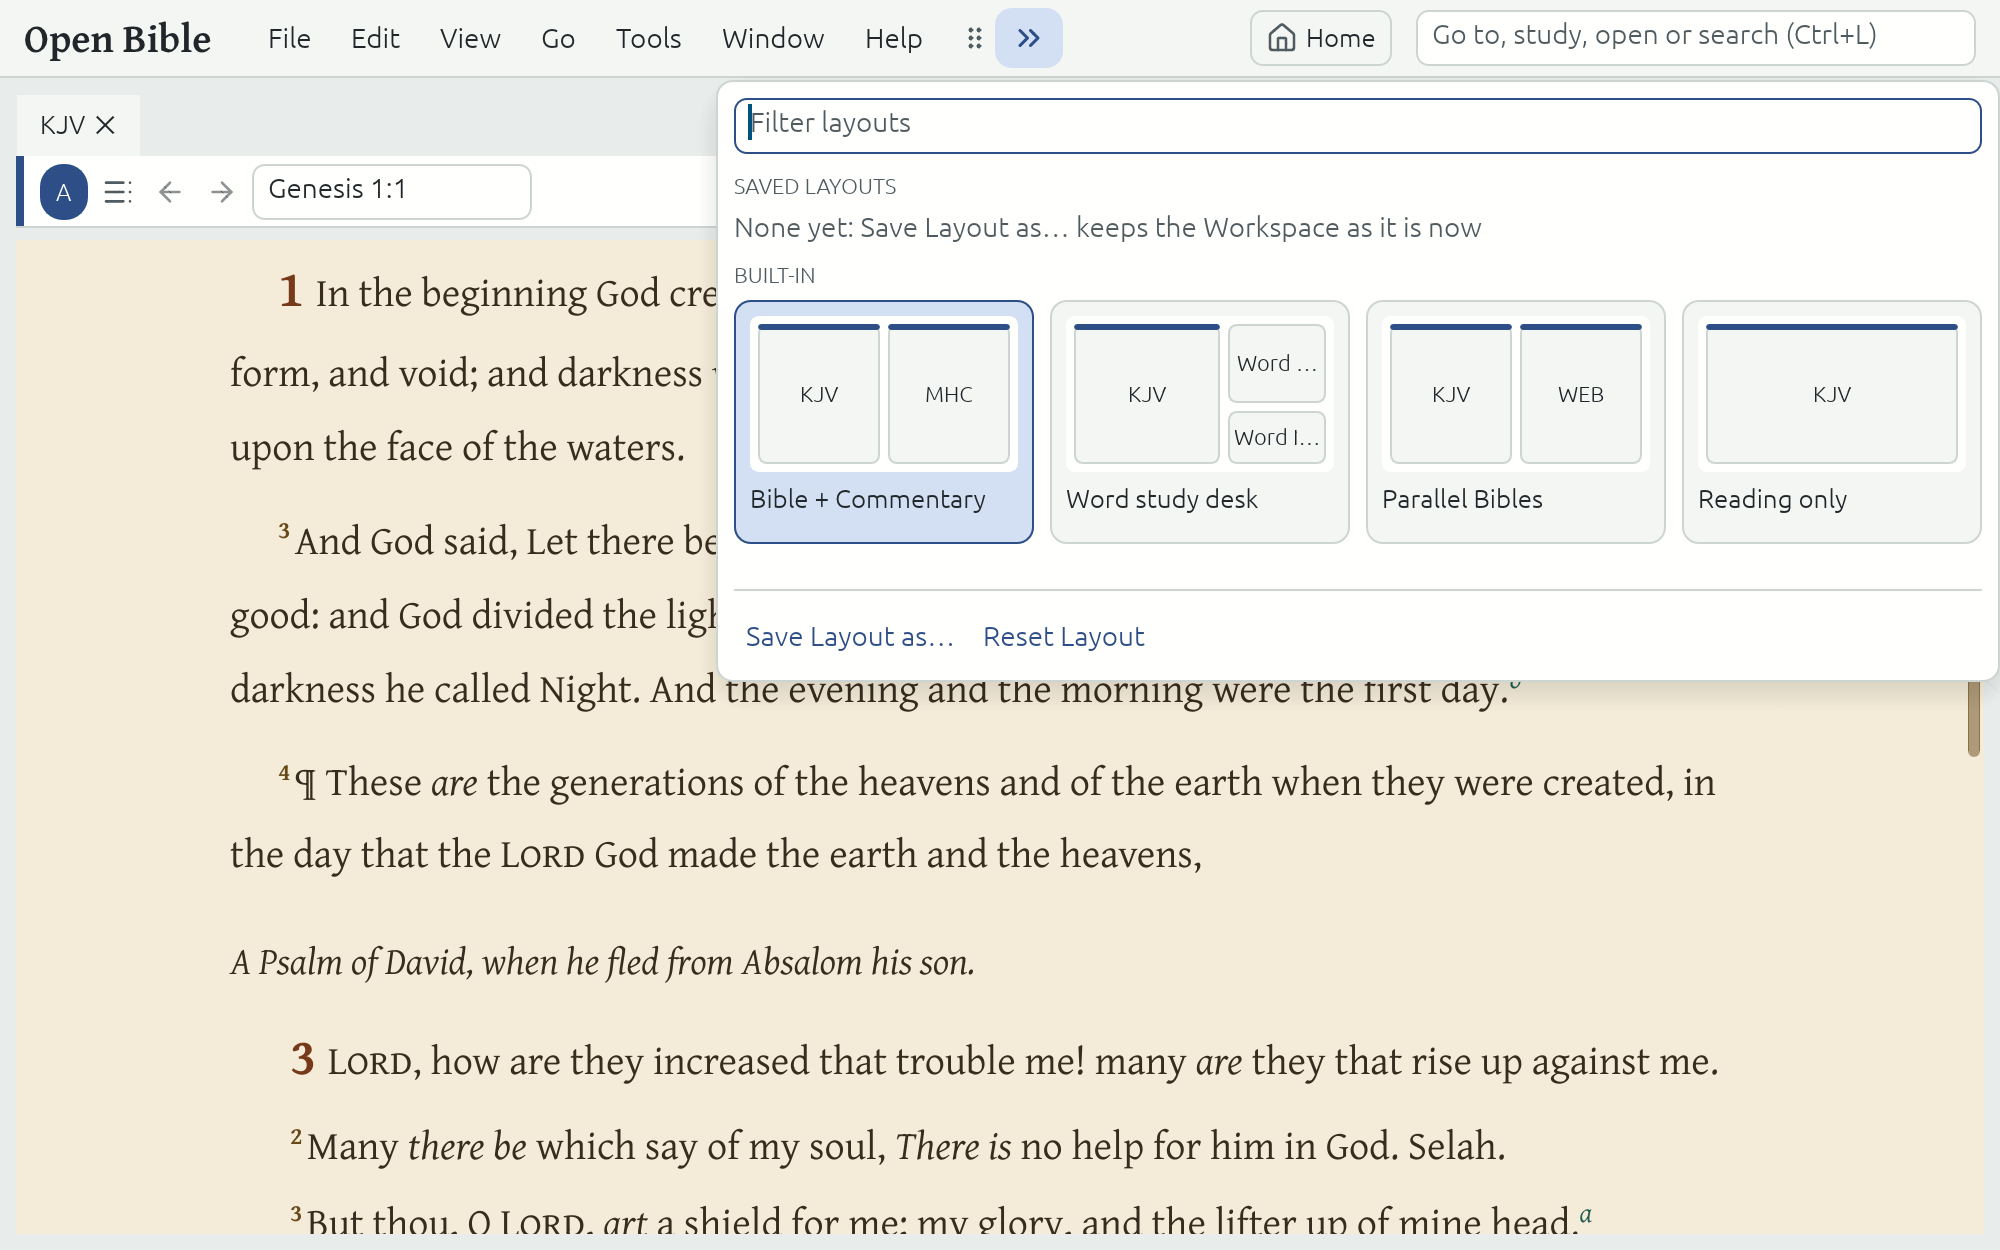 Open Bible File Edit View Go Tools Window Help Home Go to, study, open or search (Ctrl+L)
KJV
A Genesis 1:1
Filter layouts
SAVED LAYOUTS
None yet: Save Layout as… keeps the Workspace as it is now
BUILT-IN
KJV MHC
Bible + Commentary
KJV Word …
Word I…
Word study desk
KJV WEB
Parallel Bibles
KJV
Reading only
Save Layout as… Reset Layout
1 In the beginning God cre
form, and void; and darkness
upon the face of the waters.
3 And God said, Let there be
good: and God divided the ligh
darkness he called Night. And the evening and the morning were the first day.
4 ¶ These are the generations of the heavens and of the earth when they were created, in
the day that the LORD God made the earth and the heavens,
A Psalm of David, when he fled from Absalom his son.
3 LORD, how are they increased that trouble me! many are they that rise up against me.
2 Many there be which say of my soul, There is no help for him in God. Selah.
3 But thou, O LORD, art a shield for me; my glory, and the lifter up of mine head. a